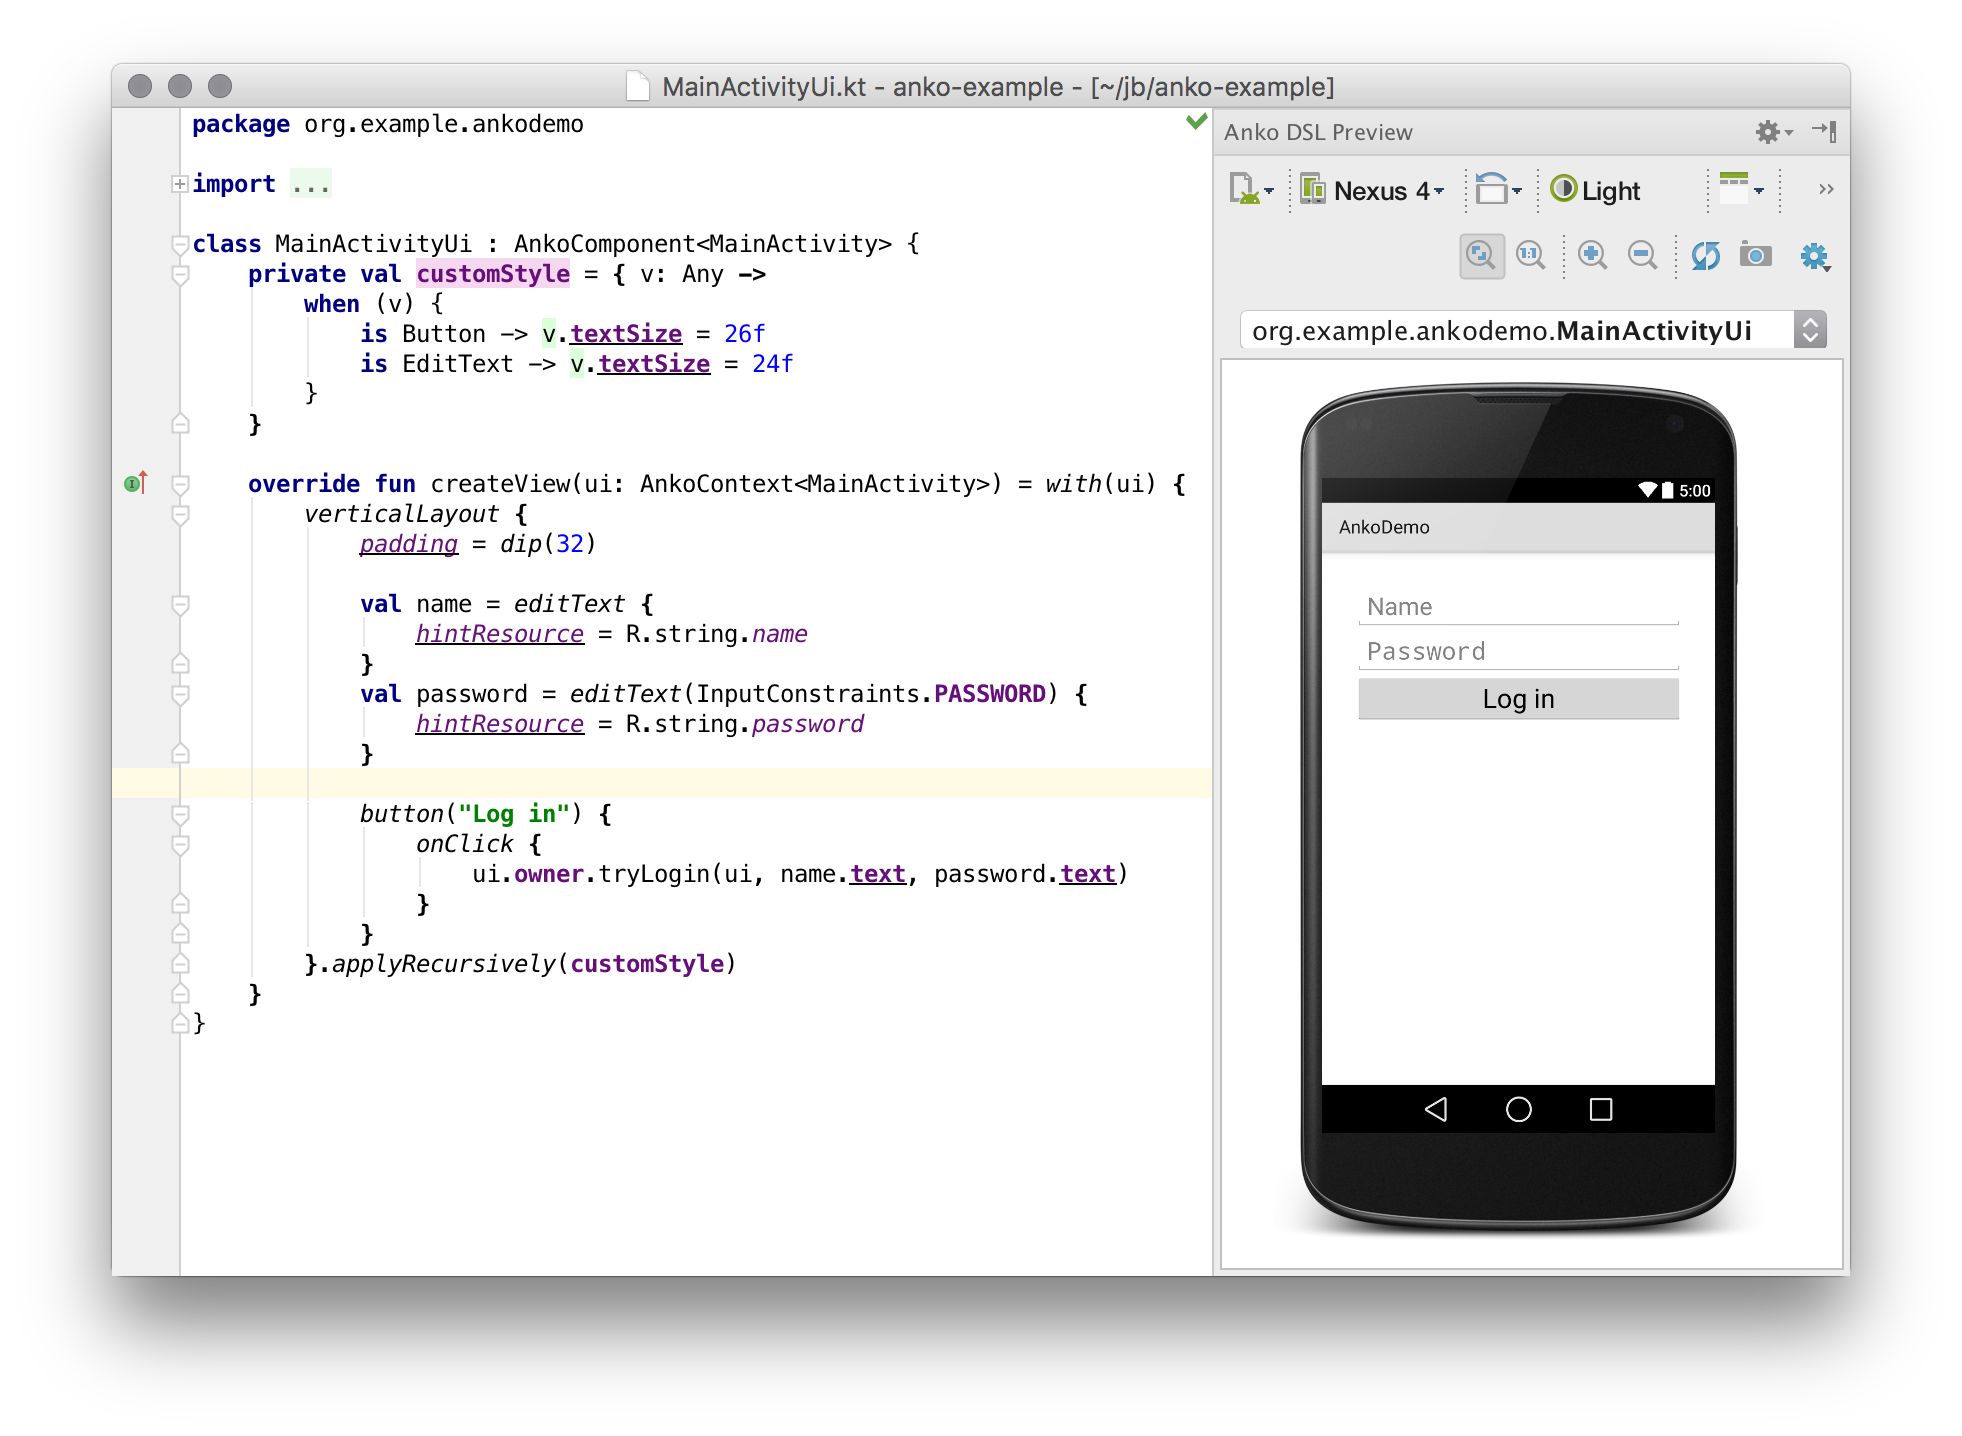 MainActivityUi.kt - anko-example - [~/jb/anko-example]
package org.example.ankodemo
import ...
class MainActivityUi : AnkoComponent<MainActivity> {
private val customStyle = { v: Any ->
when (v) {
is Button -> v.textSize = 26f
is EditText -> v.textSize = 24f
}
}
override fun createView(ui: AnkoContext<MainActivity>) = with(ui) {
verticalLayout {
padding = dip(32)
val name = editText {
hintResource = R.string.name
}
val password = editText(InputConstraints.PASSWORD) {
hintResource = R.string.password
}
button("Log in") {
onClick {
ui.owner.tryLogin(ui, name.text, password.text)
}
}
}.applyRecursively(customStyle)
}
}
Anko DSL Preview
Nexus 4
Light
1:1
org.example.ankodemo.MainActivityUi
5:00
AnkoDemo
Name
Password
Log in